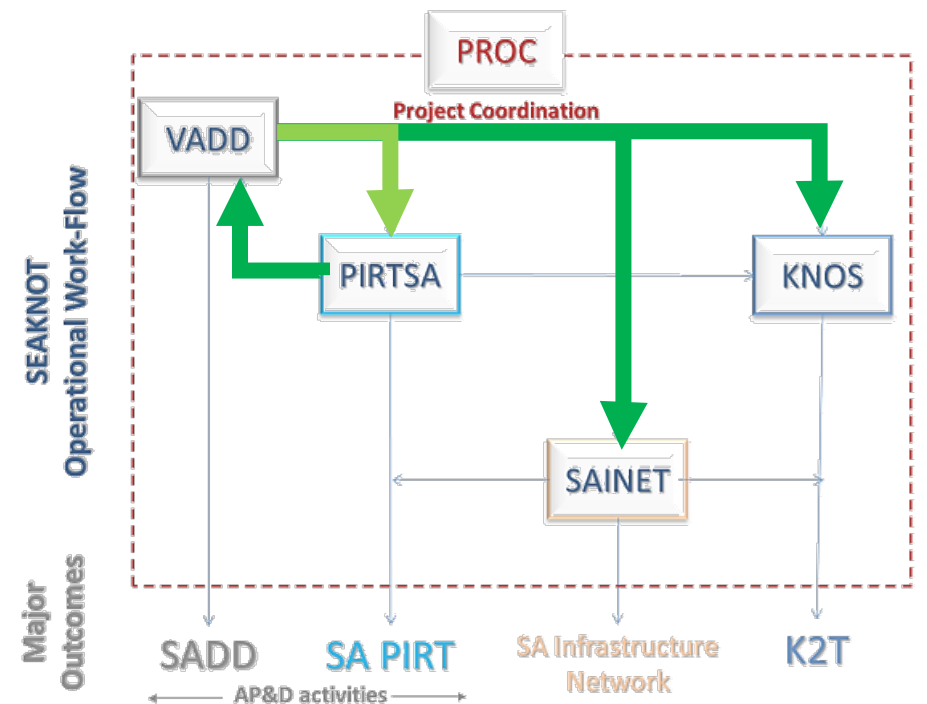 PROC
Project Coordination
VADD
PIRTSA
KNOS
SAINET
SEAKNOT
Operational Work-Flow
Major
Outcomes
SADD
SA PIRT
SA Infrastructure
Network
K2T
AP&D activities